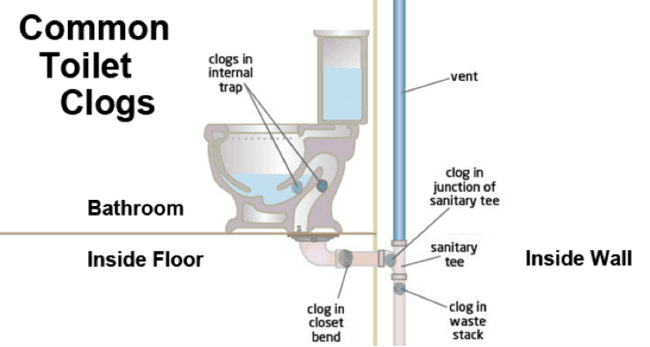 Common
Toilet
Clogs
clogs in
internal
trap
vent
clog in
junction of
sanitary tee
Bathroom
Inside Floor
sanitary
tee
Inside Wall
clog in
closet
bend
clog in
waste
stack